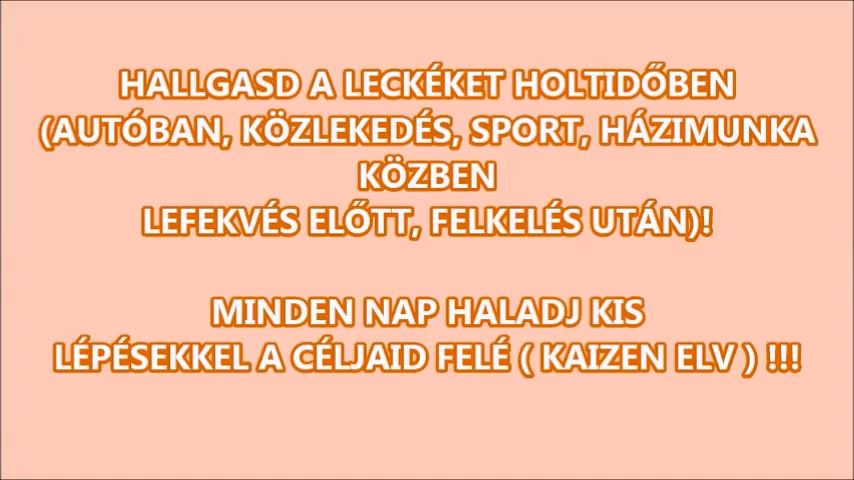 HALLGASD A LECKÉKET HOLTIDŐBEN
(AUTÓBAN, KÖZLEKEDÉS, SPORT, HÁZIMUNKA
KÖZBEN
LEFEKVÉS ELŐTT, FELKELÉS UTÁN)!
MINDEN NAP HALADJ KIS
LÉPÉSEKKEL A CÉLJAID FELÉ ( KAIZEN ELV ) !!!